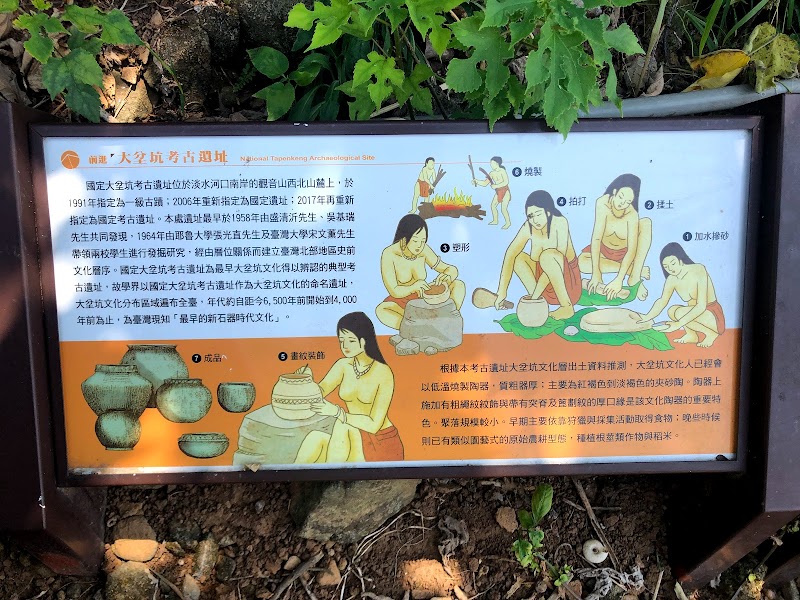 前進「大坌坑考古遺址
National Tapenkeng Archaeological Site
國定大坌坑考古遺址位於淡水河口南岸的觀音山西北山麓上，於
1991年指定為一級古蹟；2006年重新指定為國定遺址；2017年再重新
指定為國定考古遺址。本處遺址最早於1958年由盛清沂先生、吳基瑞
先生共同發現，1964年由耶魯大學張光直先生及臺灣大學宋文薰先生
帶領兩校學生進行發掘研究，經由層位關係而建立臺灣北部地區史前
文化層序。國定大坌坑考古遺址為最早大坌坑文化得以辨認的典型考
古遺址，故學界以國定大坌坑考古遺址作為大坌坑文化的命名遺址，
大坌坑文化分布區域遍布全臺，年代約自距今6,500年前開始到4,000
年前為止，為臺灣現知「最早的新石器時代文化」。
6 燒製
4 拍打
2 揉土
1 加水摻砂
3 塑形
7 成品
5 畫紋裝飾
根據本考古遺址大坌坑文化層出土資料推測，大坌坑文化人已經會
以低溫燒製陶器，質粗器厚；主要為紅褐色到淡褐色的夾砂陶。陶器上
施加有粗繩紋紋飾與帶有突脊及篦劃紋的厚口緣是該文化陶器的重要特
色。聚落規模較小。早期主要依靠狩獵與採集活動取得食物；晚些時候
則已有類似園藝式的原始農耕型態，種植根莖類作物與稻米。